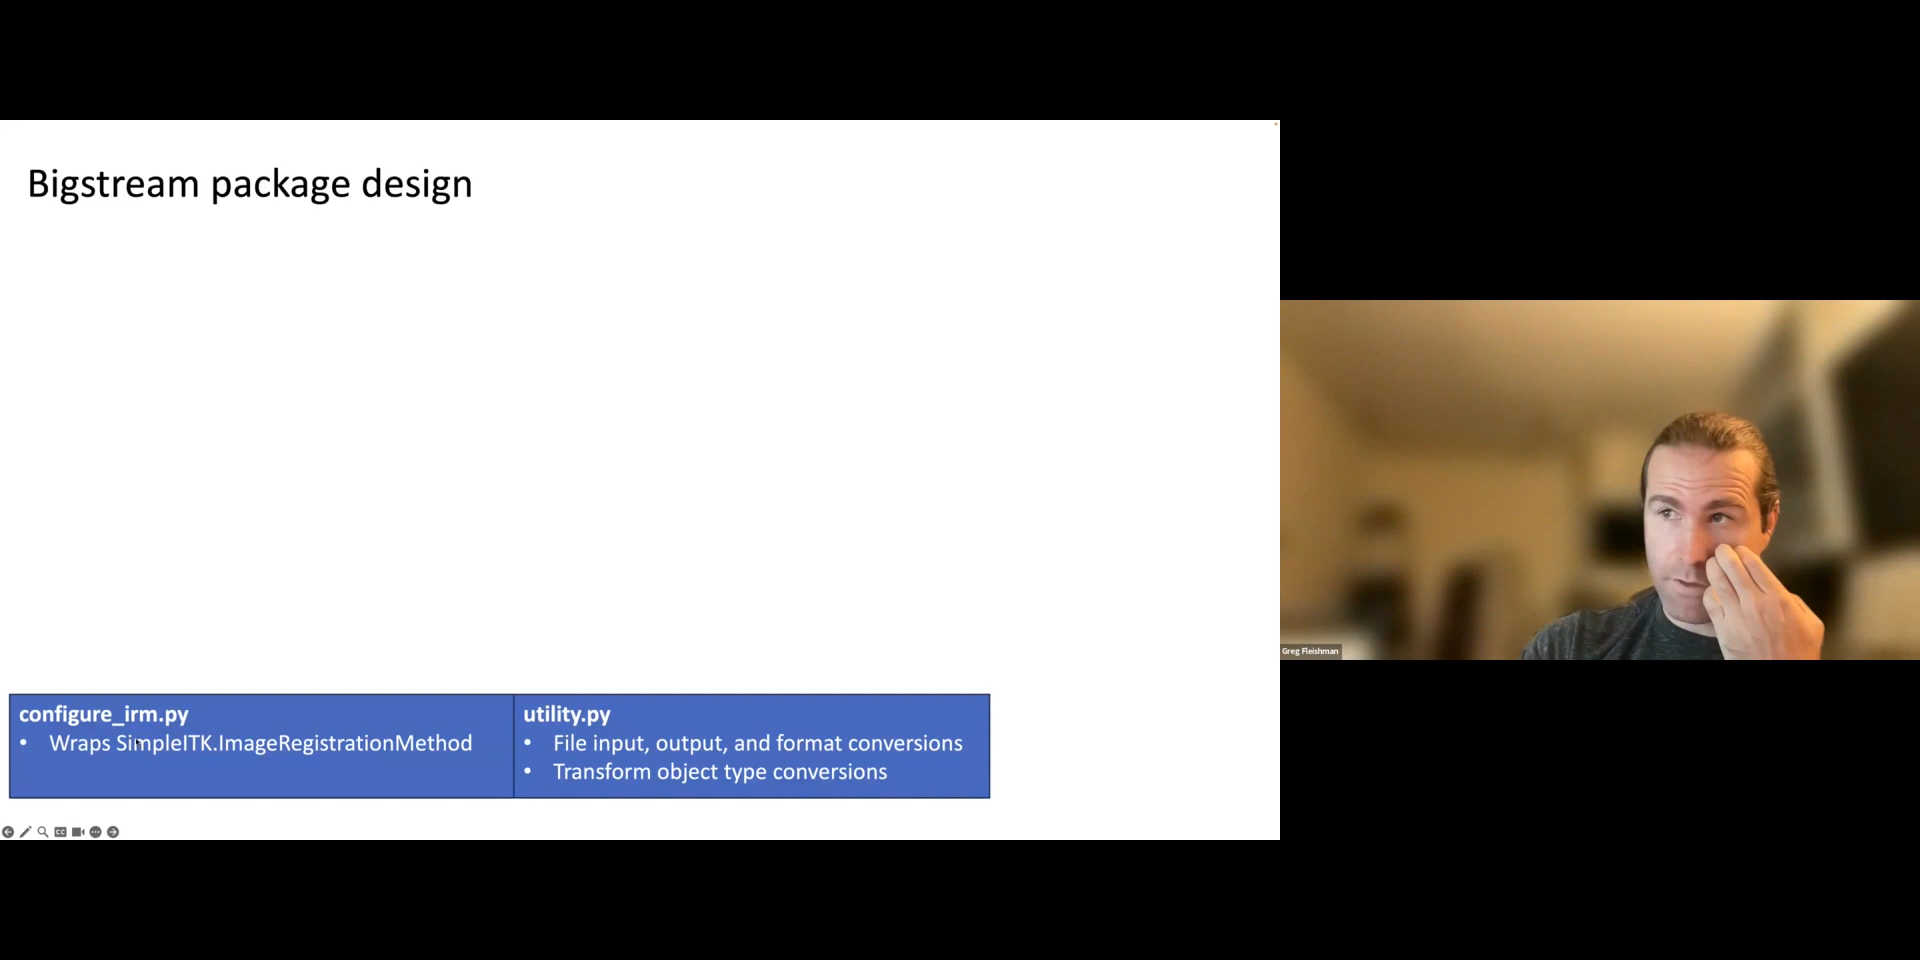 Bigstream package design
configure_irm.py
• Wraps SimpleITK.ImageRegistrationMethod
utility.py
• File input, output, and format conversions
• Transform object type conversions
CC
Greg Fleishman